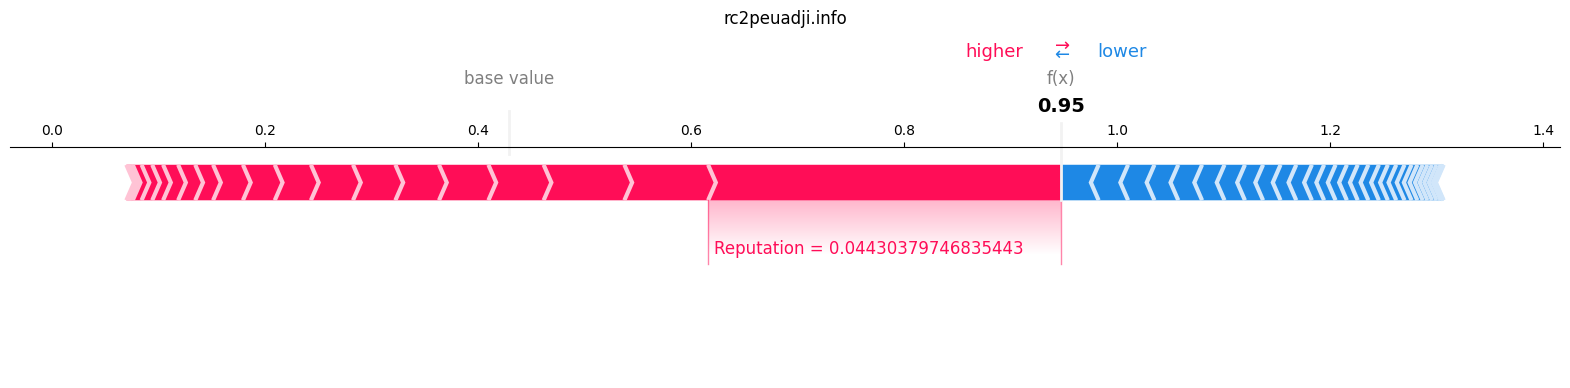 rc2peuadji.info
higher → ← lower
base value
f(x)
0.95
0.0 0.2 0.4 0.6 0.8 1.0 1.2 1.4
Reputation = 0.04430379746835443